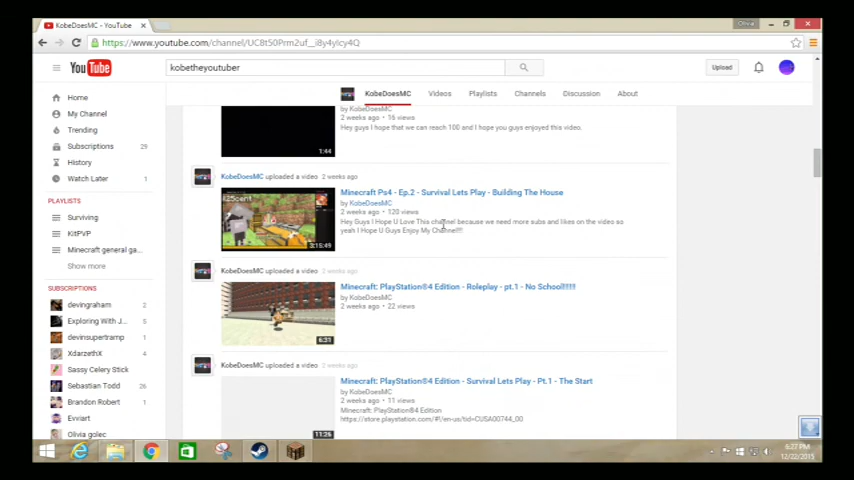 KobeDoesMC - YouTube
Olivia
https://www.youtube.com/channel/UC8t50Prm2uf__i8y4yIcy4Q
YouTube
kobetheyoutuber
Upload
KobeDoesMC
Videos
Playlists
Channels
Discussion
About
Home
My Channel
Trending
Subscriptions 29
History
Watch Later 1
PLAYLISTS
Surviving
KitPVP
Minecraft general ga...
Show more
SUBSCRIPTIONS
devingraham 2
Exploring With J... 5
devinsupertramp 1
XdarzethX 4
Sassy Celery Stick
Sebastian Todd 26
Brandon Robert 2
Evviart
Olivia golec
by KobeDoesMC
2 weeks ago • 16 views
Hey guys I hope that we can reach 100 and I hope you guys enjoyed this video.
1:44
KobeDoesMC uploaded a video 2 weeks ago
Minecraft Ps4 - Ep.2 - Survival Lets Play - Building The House
by KobeDoesMC
2 weeks ago • 120 views
Hey Guys I Hope U Love This channel because we need more subs and likes on the video so
yeah I Hope U Guys Enjoy My Channel!!!!
3:15:49
KobeDoesMC uploaded a video 2 weeks ago
Minecraft: PlayStation®4 Edition - Roleplay - pt.1 - No School!!!!!!!
by KobeDoesMC
2 weeks ago • 22 views
6:31
KobeDoesMC uploaded a video 2 weeks ago
Minecraft: PlayStation®4 Edition - Survival Lets Play - Pt.1 - The Start
by KobeDoesMC
2 weeks ago • 11 views
Minecraft: PlayStation®4 Edition
https://store.playstation.com/#!/en-us/tid=CUSA00744_00
11:26
6:27 PM
12/22/2015